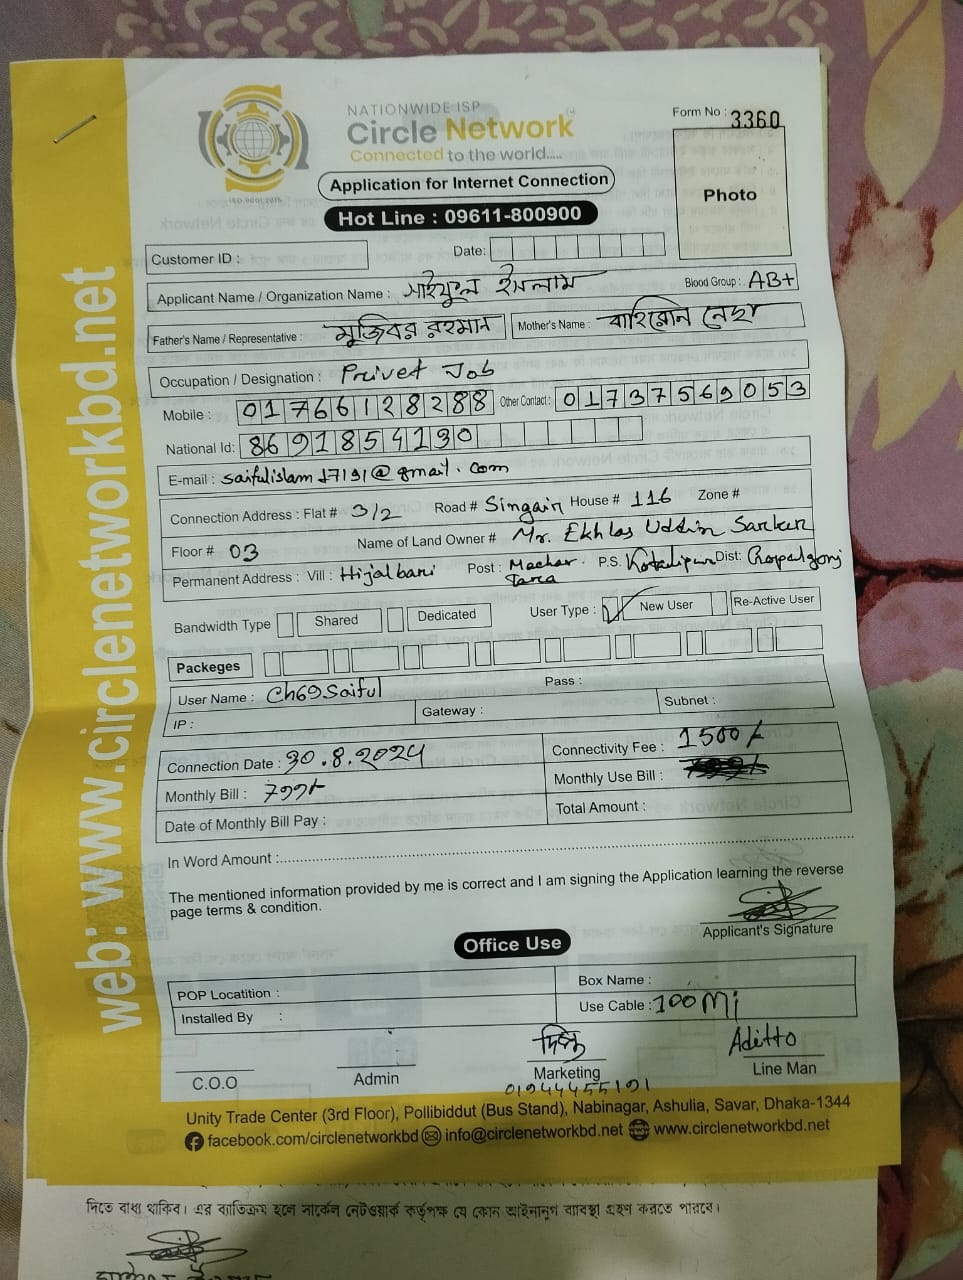 NATIONWIDE ISP
Circle Network
Connected to the world.....
ISO 9001:2015
Form No : 3360
Photo
Application for Internet Connection
Hot Line : 09611-800900
Customer ID :
Date:
Applicant Name / Organization Name : সাইফুল ইসলাম
Blood Group : AB+
Father's Name / Representative : মুজিবর রহমান
Mother's Name : নেছা
Occupation / Designation : Privet Job
Mobile : 01766128288
Other Contact : 01737569053
National Id: 8691854190
E-mail : saifulislam17191@gmail.com
Connection Address : Flat # 3/2 Road # Singair House # 116 Zone #
Floor # 03 Name of Land Owner # Mr. Ekhlas Uddin Sarker
Permanent Address : Vill : Hijalbari Post : P.S. Kotalipur Dist: Gopalgonj
Bandwidth Type Shared Dedicated User Type : New User Re-Active User
Packeges
User Name : Ch69saiful Pass :
IP : Gateway : Subnet :
Connection Date : 30.8.2024 Connectivity Fee : 1500/-
Monthly Bill : Monthly Use Bill :
Date of Monthly Bill Pay : Total Amount :
In Word Amount :
The mentioned information provided by me is correct and I am signing the Application learning the reverse
page terms & condition.
Applicant's Signature
Office Use
POP Locatition : Box Name :
Installed By : Use Cable : 100 Mi
Aditto
C.O.O Admin Marketing Line Man
Unity Trade Center (3rd Floor), Pollibiddut (Bus Stand), Nabinagar, Ashulia, Savar, Dhaka-1344
facebook.com/circlenetworkbd info@circlenetworkbd.net www.circlenetworkbd.net
web: www.circlenetworkbd.net
দিতে বাধ্য থাকিব। এর ব্যতিক্রম হলে সার্কেল নেটওয়ার্ক কর্তৃপক্ষ যে কোন আইনানুগ ব্যবস্থা গ্রহণ করতে পারবে।